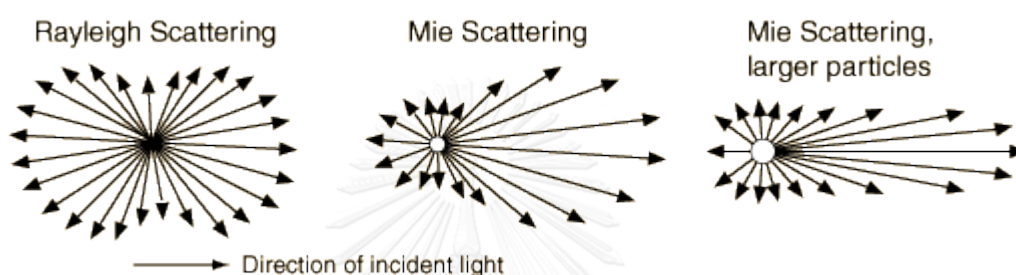 Rayleigh Scattering
Mie Scattering
Mie Scattering,
larger particles
Direction of incident light